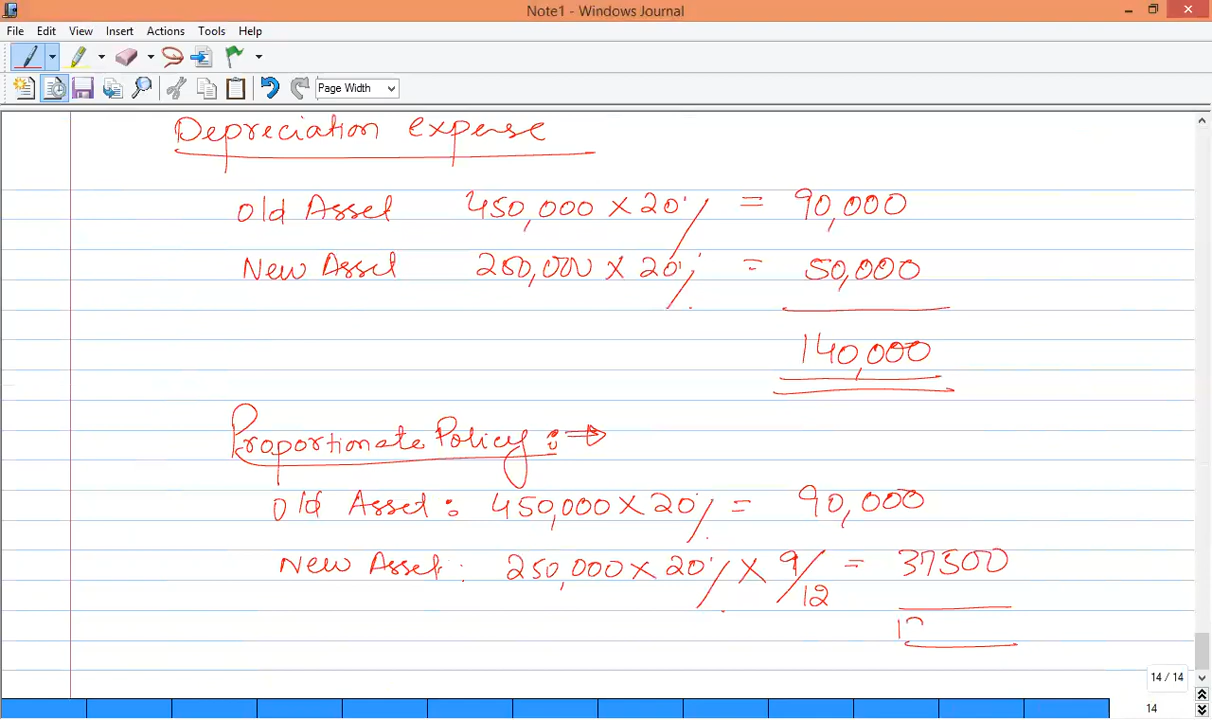 Note1 - Windows Journal
File Edit View Insert Actions Tools Help
Page Width
Depreciation expense
Old Asset 450,000 X 20% = 90,000
New Asset 250,000 X 20% = 50,000
140,000
Proportionate Policy : ⇒
Old Asset : 450,000 X 20% = 90,000
New Asset : 250,000 X 20% X 9/12 = 37500
14 / 14
14